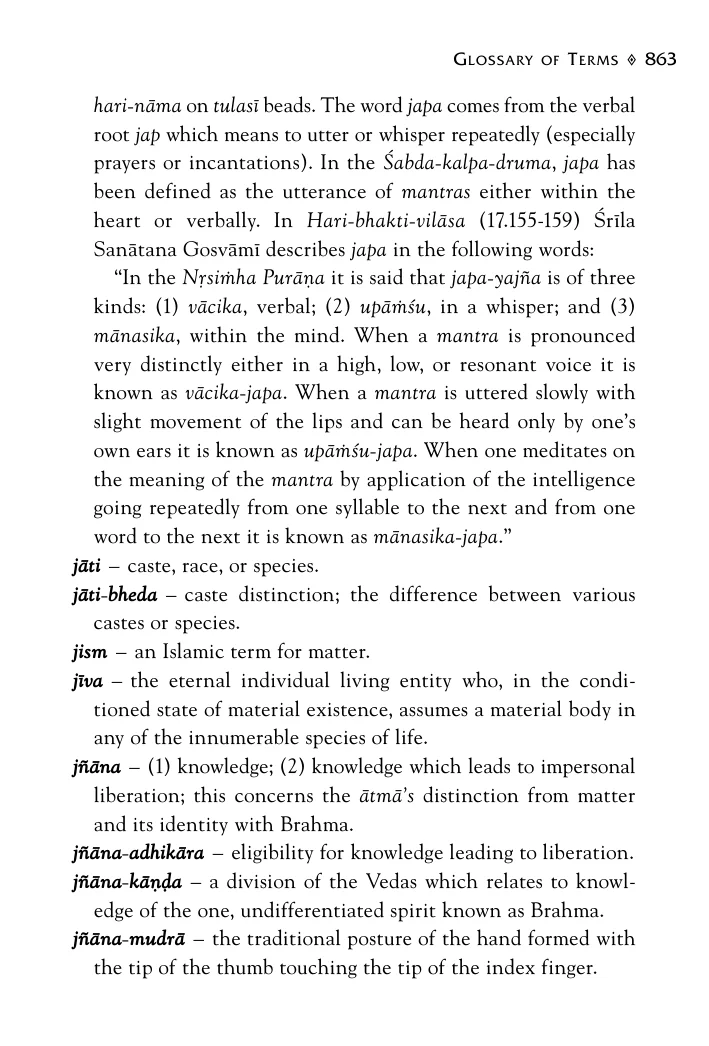 Glossary of Terms ◊ 863
hari-nāma on tulasī beads. The word japa comes from the verbal
root jap which means to utter or whisper repeatedly (especially
prayers or incantations). In the Śabda-kalpa-druma, japa has
been defined as the utterance of mantras either within the
heart or verbally. In Hari-bhakti-vilāsa (17.155-159) Śrīla
Sanātana Gosvāmī describes japa in the following words:
“In the Nṛsiṁha Purāṇa it is said that japa-yajña is of three
kinds: (1) vācika, verbal; (2) upāṁśu, in a whisper; and (3)
mānasika, within the mind. When a mantra is pronounced
very distinctly either in a high, low, or resonant voice it is
known as vācika-japa. When a mantra is uttered slowly with
slight movement of the lips and can be heard only by one’s
own ears it is known as upāṁśu-japa. When one meditates on
the meaning of the mantra by application of the intelligence
going repeatedly from one syllable to the next and from one
word to the next it is known as mānasika-japa.”
jāti – caste, race, or species.
jāti-bheda – caste distinction; the difference between various
castes or species.
jism – an Islamic term for matter.
jīva – the eternal individual living entity who, in the condi-
tioned state of material existence, assumes a material body in
any of the innumerable species of life.
jñāna – (1) knowledge; (2) knowledge which leads to impersonal
liberation; this concerns the ātmā’s distinction from matter
and its identity with Brahma.
jñāna-adhikāra – eligibility for knowledge leading to liberation.
jñāna-kāṇḍa – a division of the Vedas which relates to knowl-
edge of the one, undifferentiated spirit known as Brahma.
jñāna-mudrā – the traditional posture of the hand formed with
the tip of the thumb touching the tip of the index finger.